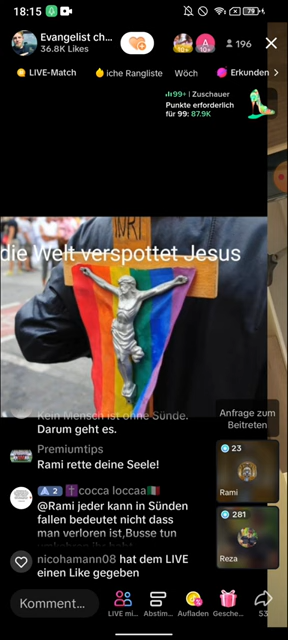 18:15
Evangelist ch...
36.8K Likes
10+
10+
196
LIVE-Match
iche Rangliste
Wöch
Erkunden
99+ | Zuschauer
Punkte erforderlich
für 99: 87.9K
INRI
die Welt verspottet Jesus
Kein Mensch ist ohne Sünde.
Darum geht es.
Premiumtips
Rami rette deine Seele!
2 cocca loccaa
@Rami jeder kann in Sünden
fallen bedeutet nicht dass
man verloren ist,Busse tun
nicohamann08 hat dem LIVE
einen Like gegeben
Anfrage zum
Beitreten
23
Rami
281
Reza
Komment...
LIVE mi...
Abstim...
Aufladen
Gesche...
53